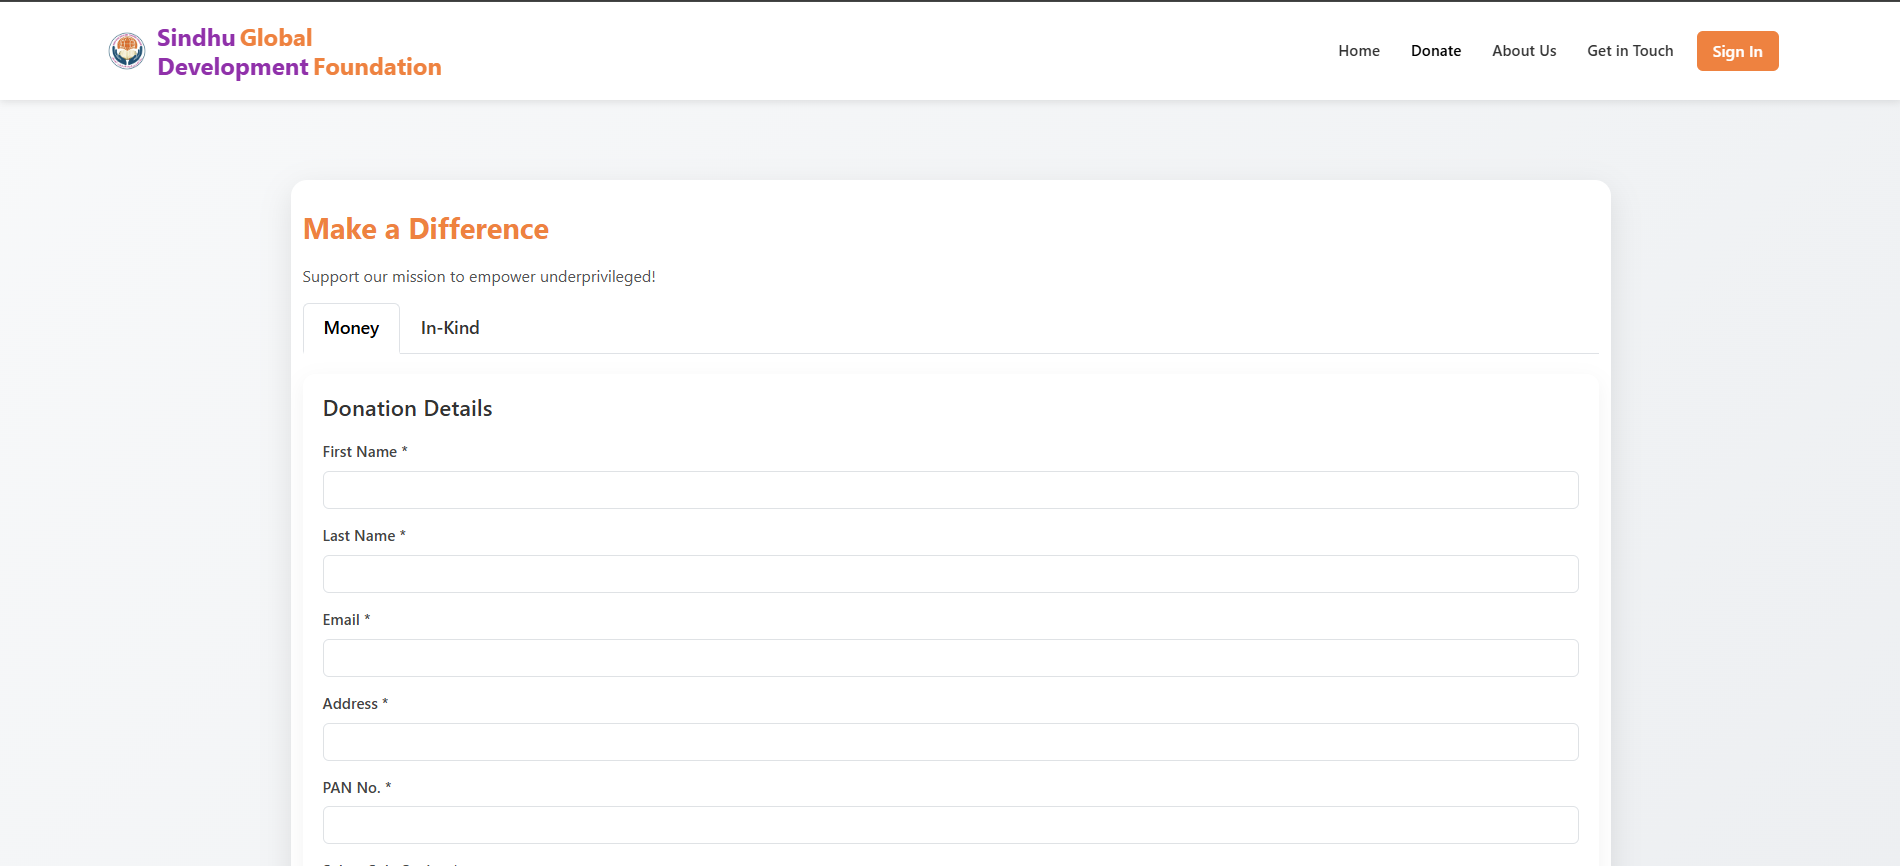 Sindhu Global
Development Foundation
Home Donate About Us Get in Touch Sign In
Make a Difference
Support our mission to empower underprivileged!
Money In-Kind
Donation Details
First Name *
Last Name *
Email *
Address *
PAN No. *